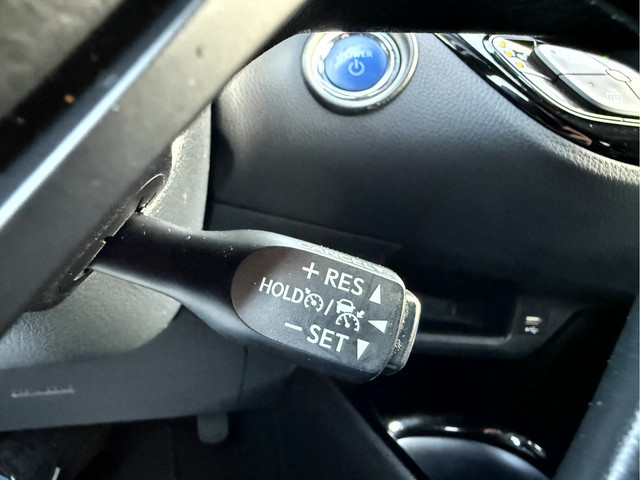 POWER
+ RES
HOLD /
− SET